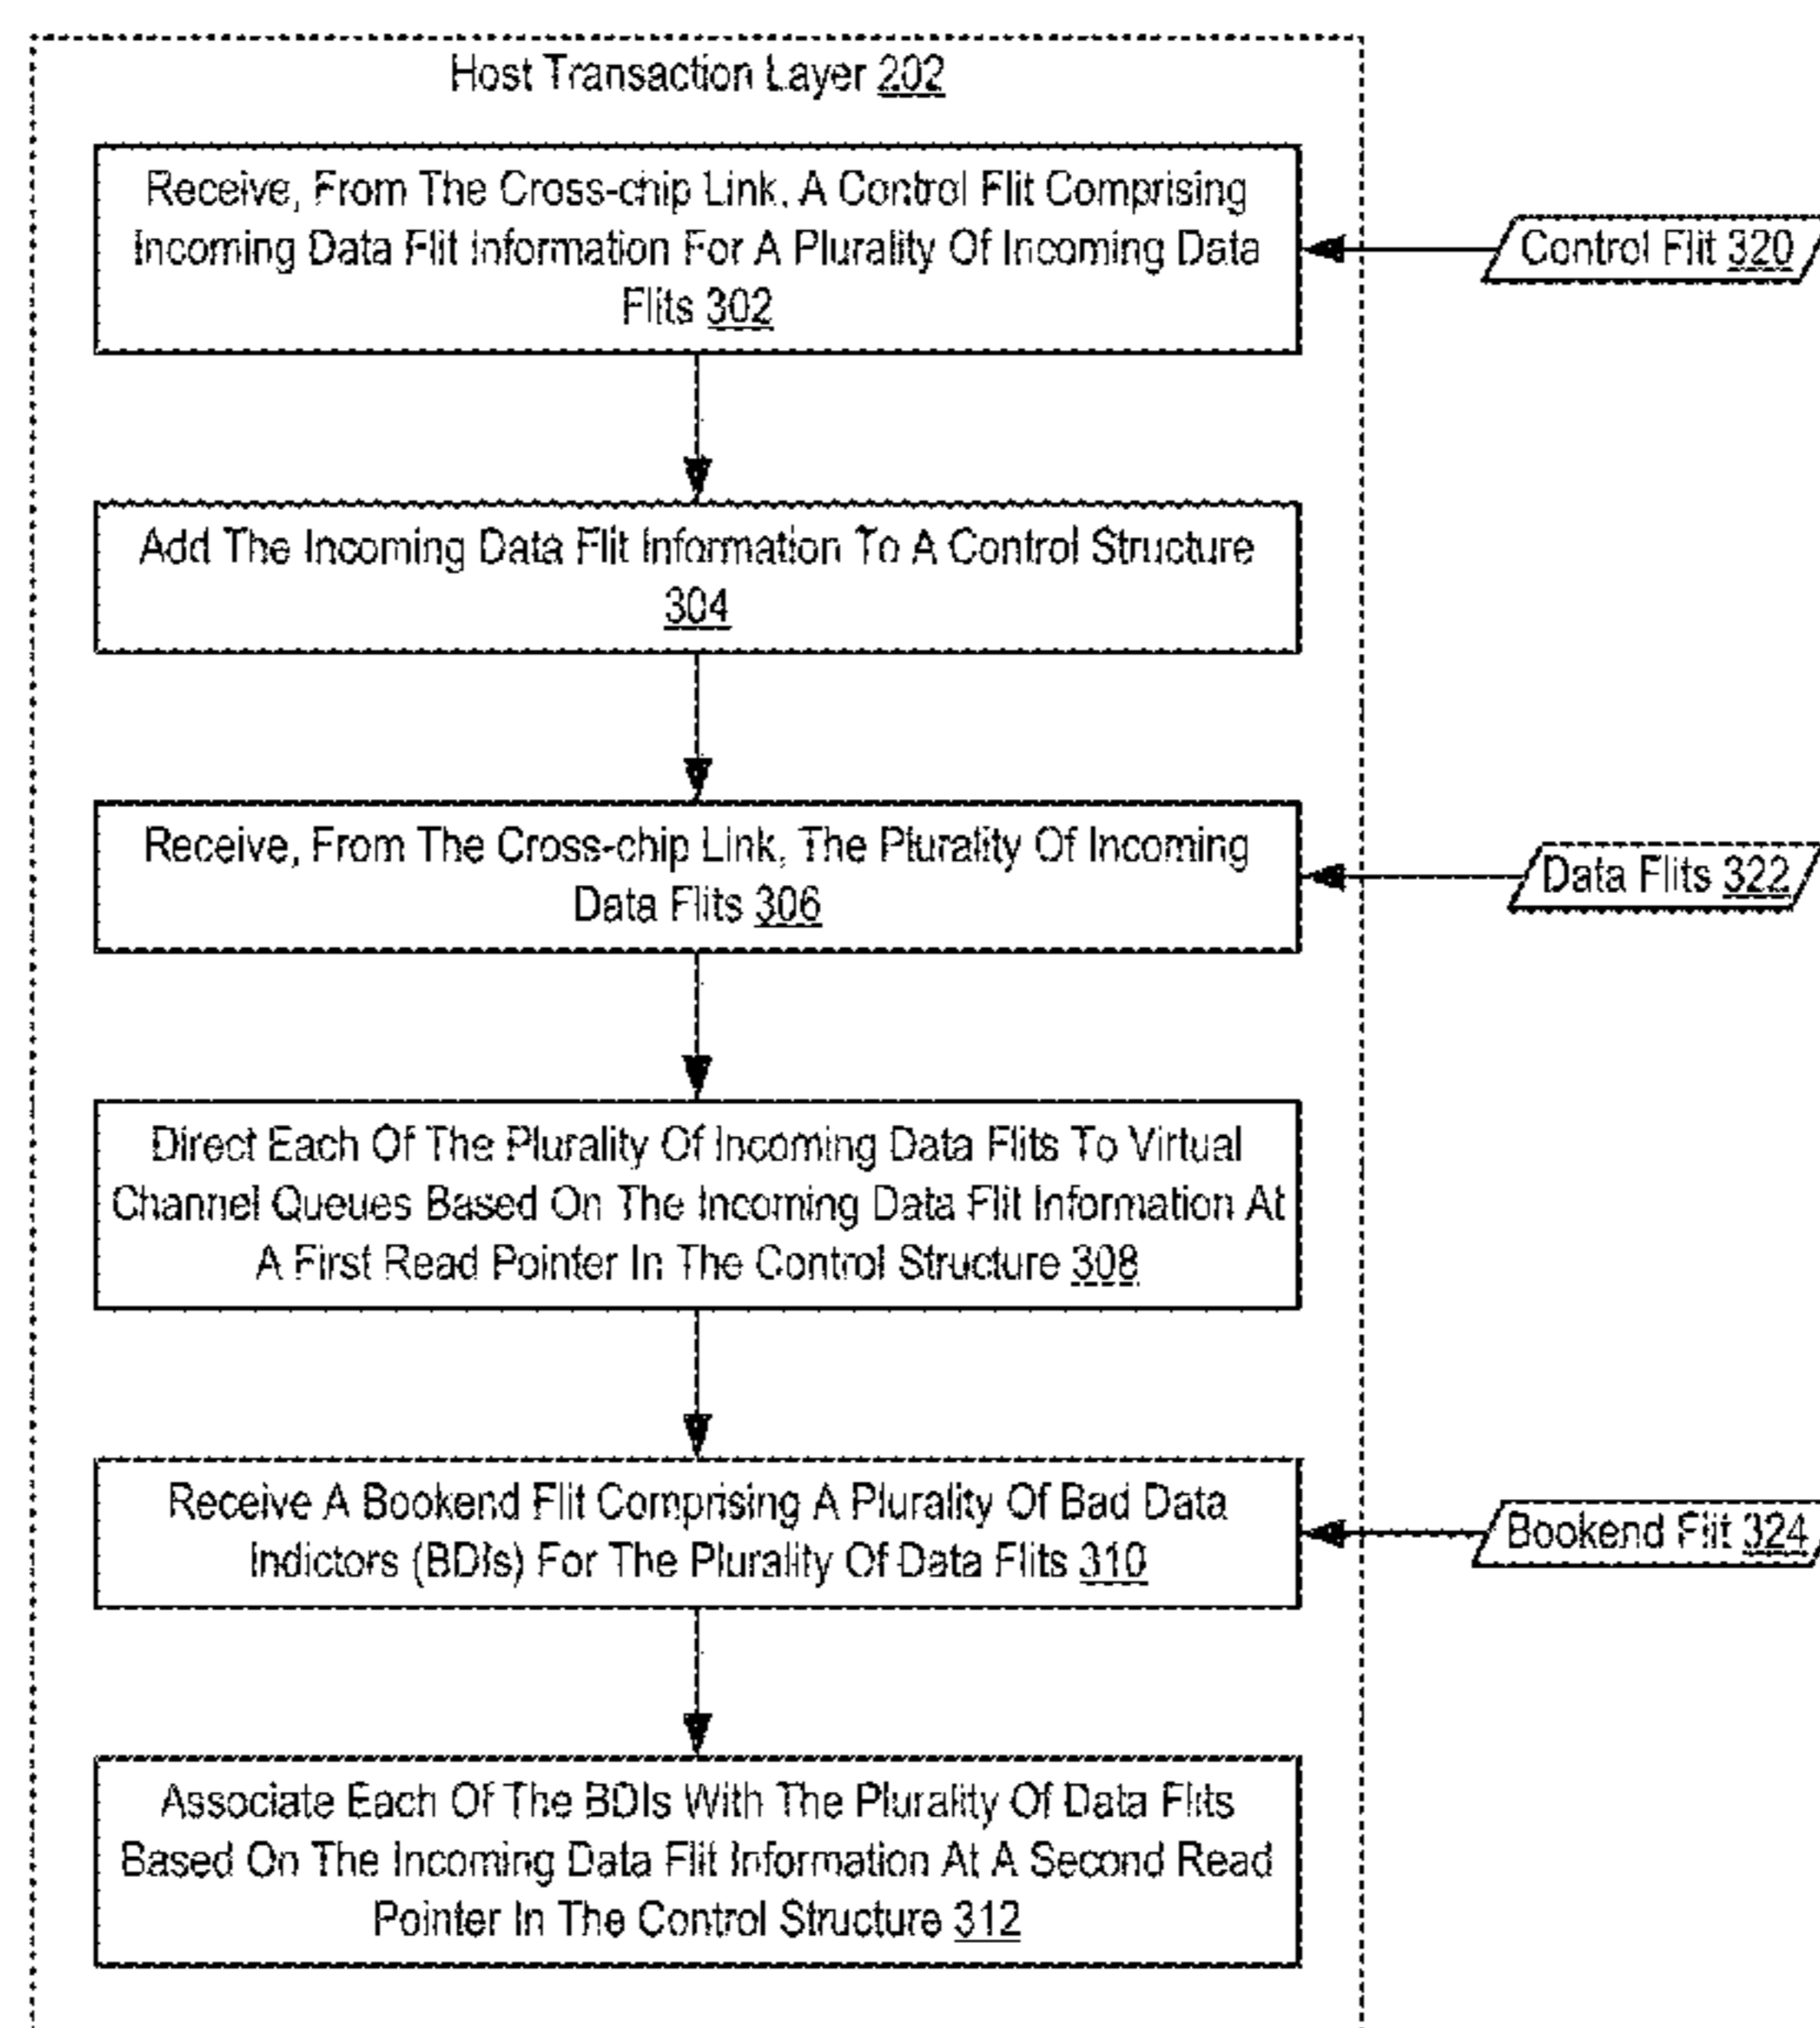 Host Transaction Layer 202
Receive, From The Cross-chip Link, A Control Flit Comprising
Incoming Data Flit Information For A Plurality Of Incoming Data
Flits 302
Control Flit 320
Add The Incoming Data Flit Information To A Control Structure
304
Receive, From The Cross-chip Link, The Plurality Of Incoming
Data Flits 306
Data Flits 322
Direct Each Of The Plurality Of Incoming Data Flits To Virtual
Channel Queues Based On The Incoming Data Flit Information At
A First Read Pointer In The Control Structure 308
Receive A Bookend Flit Comprising A Plurality Of Bad Data
Indictors (BDIs) For The Plurality Of Data Flits 310
Bookend Flit 324
Associate Each Of The BDIs With The Plurality Of Data Flits
Based On The Incoming Data Flit Information At A Second Read
Pointer In The Control Structure 312